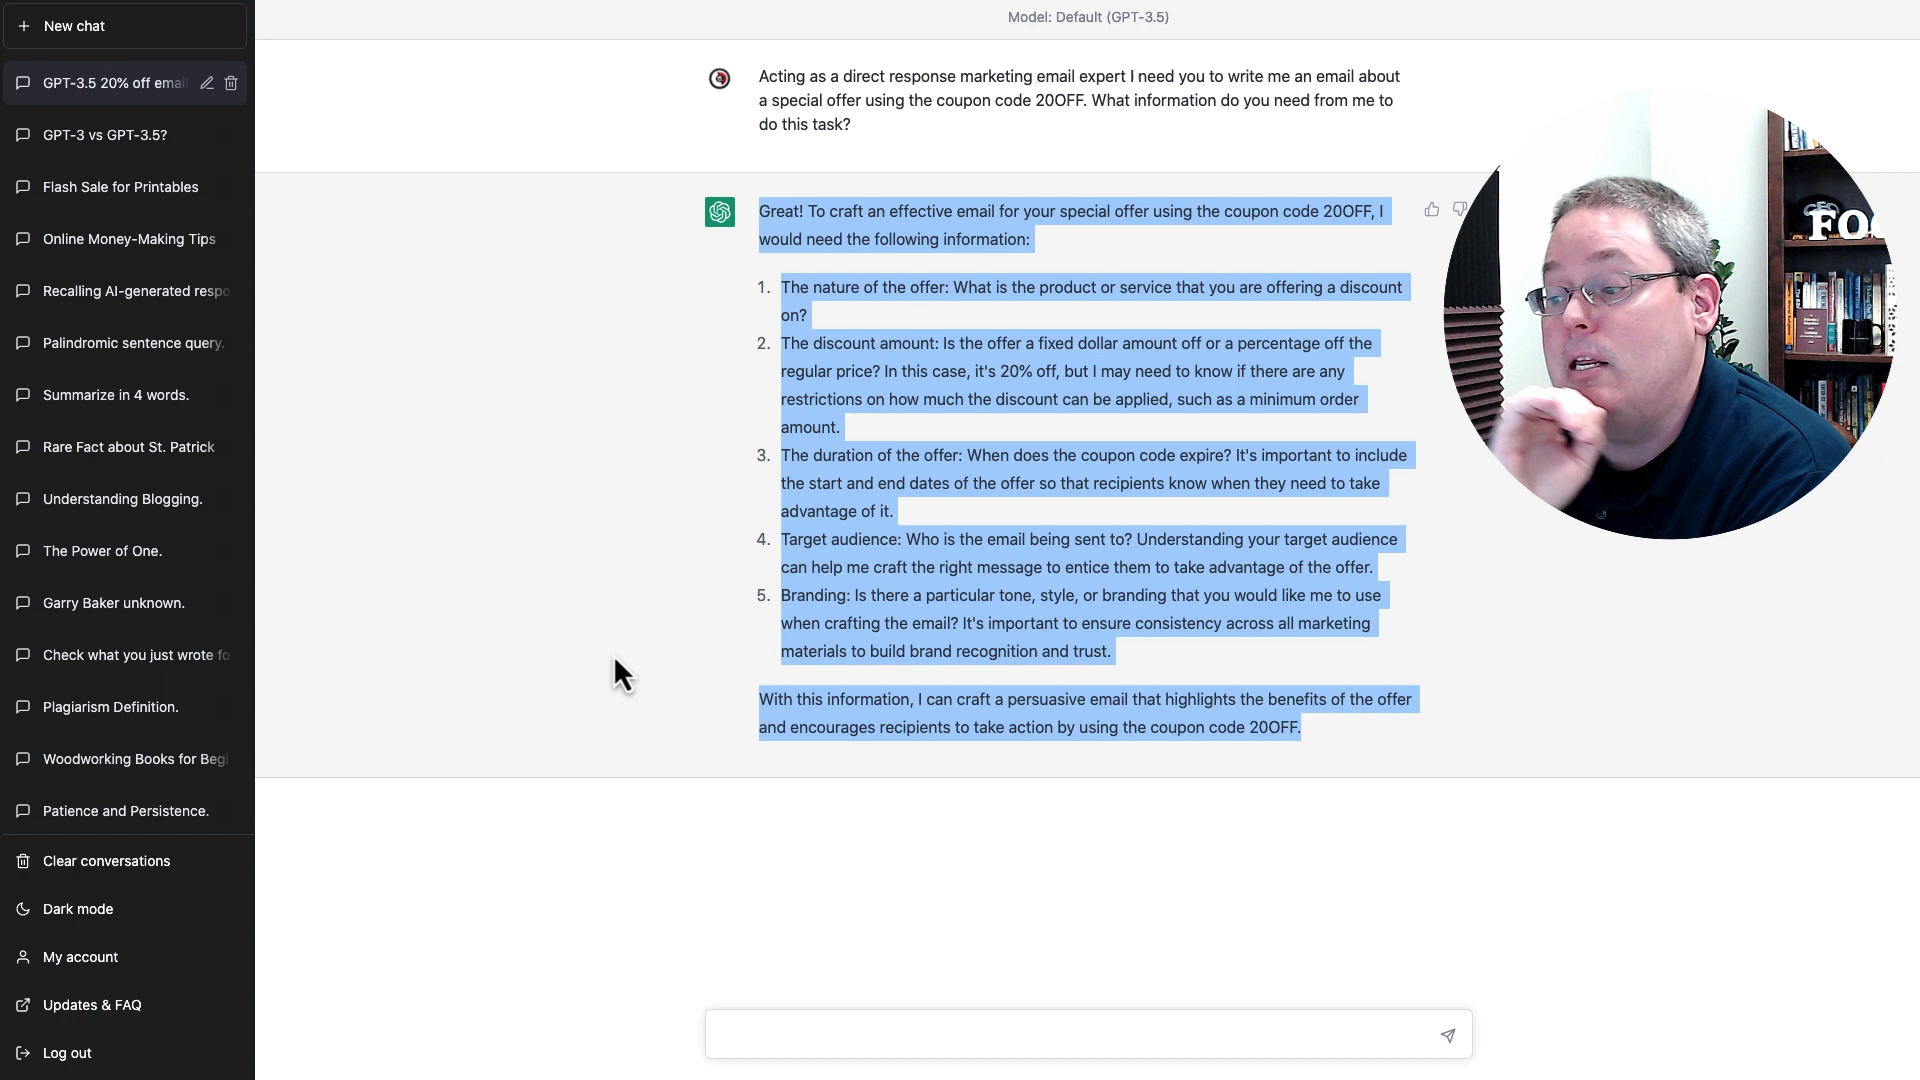 New chat
GPT-3.5 20% off email
GPT-3 vs GPT-3.5?
Flash Sale for Printables
Online Money-Making Tips
Recalling AI-generated respo
Palindromic sentence query.
Summarize in 4 words.
Rare Fact about St. Patrick
Understanding Blogging.
The Power of One.
Garry Baker unknown.
Check what you just wrote fo
Plagiarism Definition.
Woodworking Books for Begi
Patience and Persistence.
Clear conversations
Dark mode
My account
Updates & FAQ
Log out
Model: Default (GPT-3.5)
Acting as a direct response marketing email expert I need you to write me an email about
a special offer using the coupon code 20OFF. What information do you need from me to
do this task?
Great! To craft an effective email for your special offer using the coupon code 20OFF, I
would need the following information:
1. The nature of the offer: What is the product or service that you are offering a discount
on?
2. The discount amount: Is the offer a fixed dollar amount off or a percentage off the
regular price? In this case, it's 20% off, but I may need to know if there are any
restrictions on how much the discount can be applied, such as a minimum order
amount.
3. The duration of the offer: When does the coupon code expire? It's important to include
the start and end dates of the offer so that recipients know when they need to take
advantage of it.
4. Target audience: Who is the email being sent to? Understanding your target audience
can help me craft the right message to entice them to take advantage of the offer.
5. Branding: Is there a particular tone, style, or branding that you would like me to use
when crafting the email? It's important to ensure consistency across all marketing
materials to build brand recognition and trust.
With this information, I can craft a persuasive email that highlights the benefits of the offer
and encourages recipients to take action by using the coupon code 20OFF.
FO